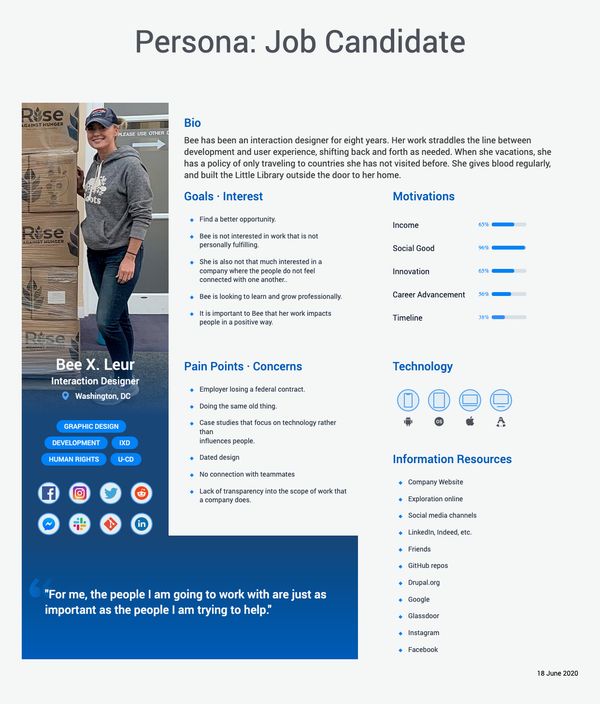 Persona: Job Candidate
Rise
AGAINST HUNGER
PLEASE USE OTHER
Rise
AGAINST HUNGER
Rise
AGAINST HUNGER
Bee X. Leur
Interaction Designer
Washington, DC
GRAPHIC DESIGN
DEVELOPMENT IXD
HUMAN RIGHTS U-CD
"For me, the people I am going to work with are just as
important as the people I am trying to help."
Bio
Bee has been an interaction designer for eight years. Her work straddles the line between
development and user experience, shifting back and forth as needed. When she vacations, she
has a policy of only traveling to countries she has not visited before. She gives blood regularly,
and built the Little Library outside the door to her home.
Goals · Interest
Find a better opportunity.
Bee is not interested in work that is not
personally fulfilling.
She is also not that much interested in a
company where the people do not feel
connected with one another..
Bee is looking to learn and grow professionally.
It is important to Bee that her work impacts
people in a positive way.
Motivations
Income 65%
Social Good 96%
Innovation 65%
Career Advancement 56%
Timeline 38%
Pain Points · Concerns
Employer losing a federal contract.
Doing the same old thing.
Case studies that focus on technology rather
than
influences people.
Dated design
No connection with teammates
Lack of transparency into the scope of work that
a company does.
Technology
Information Resources
Company Website
Exploration online
Social media channels
LinkedIn, Indeed, etc.
Friends
GitHub repos
Drupal.org
Google
Glassdoor
Instagram
Facebook
18 June 2020